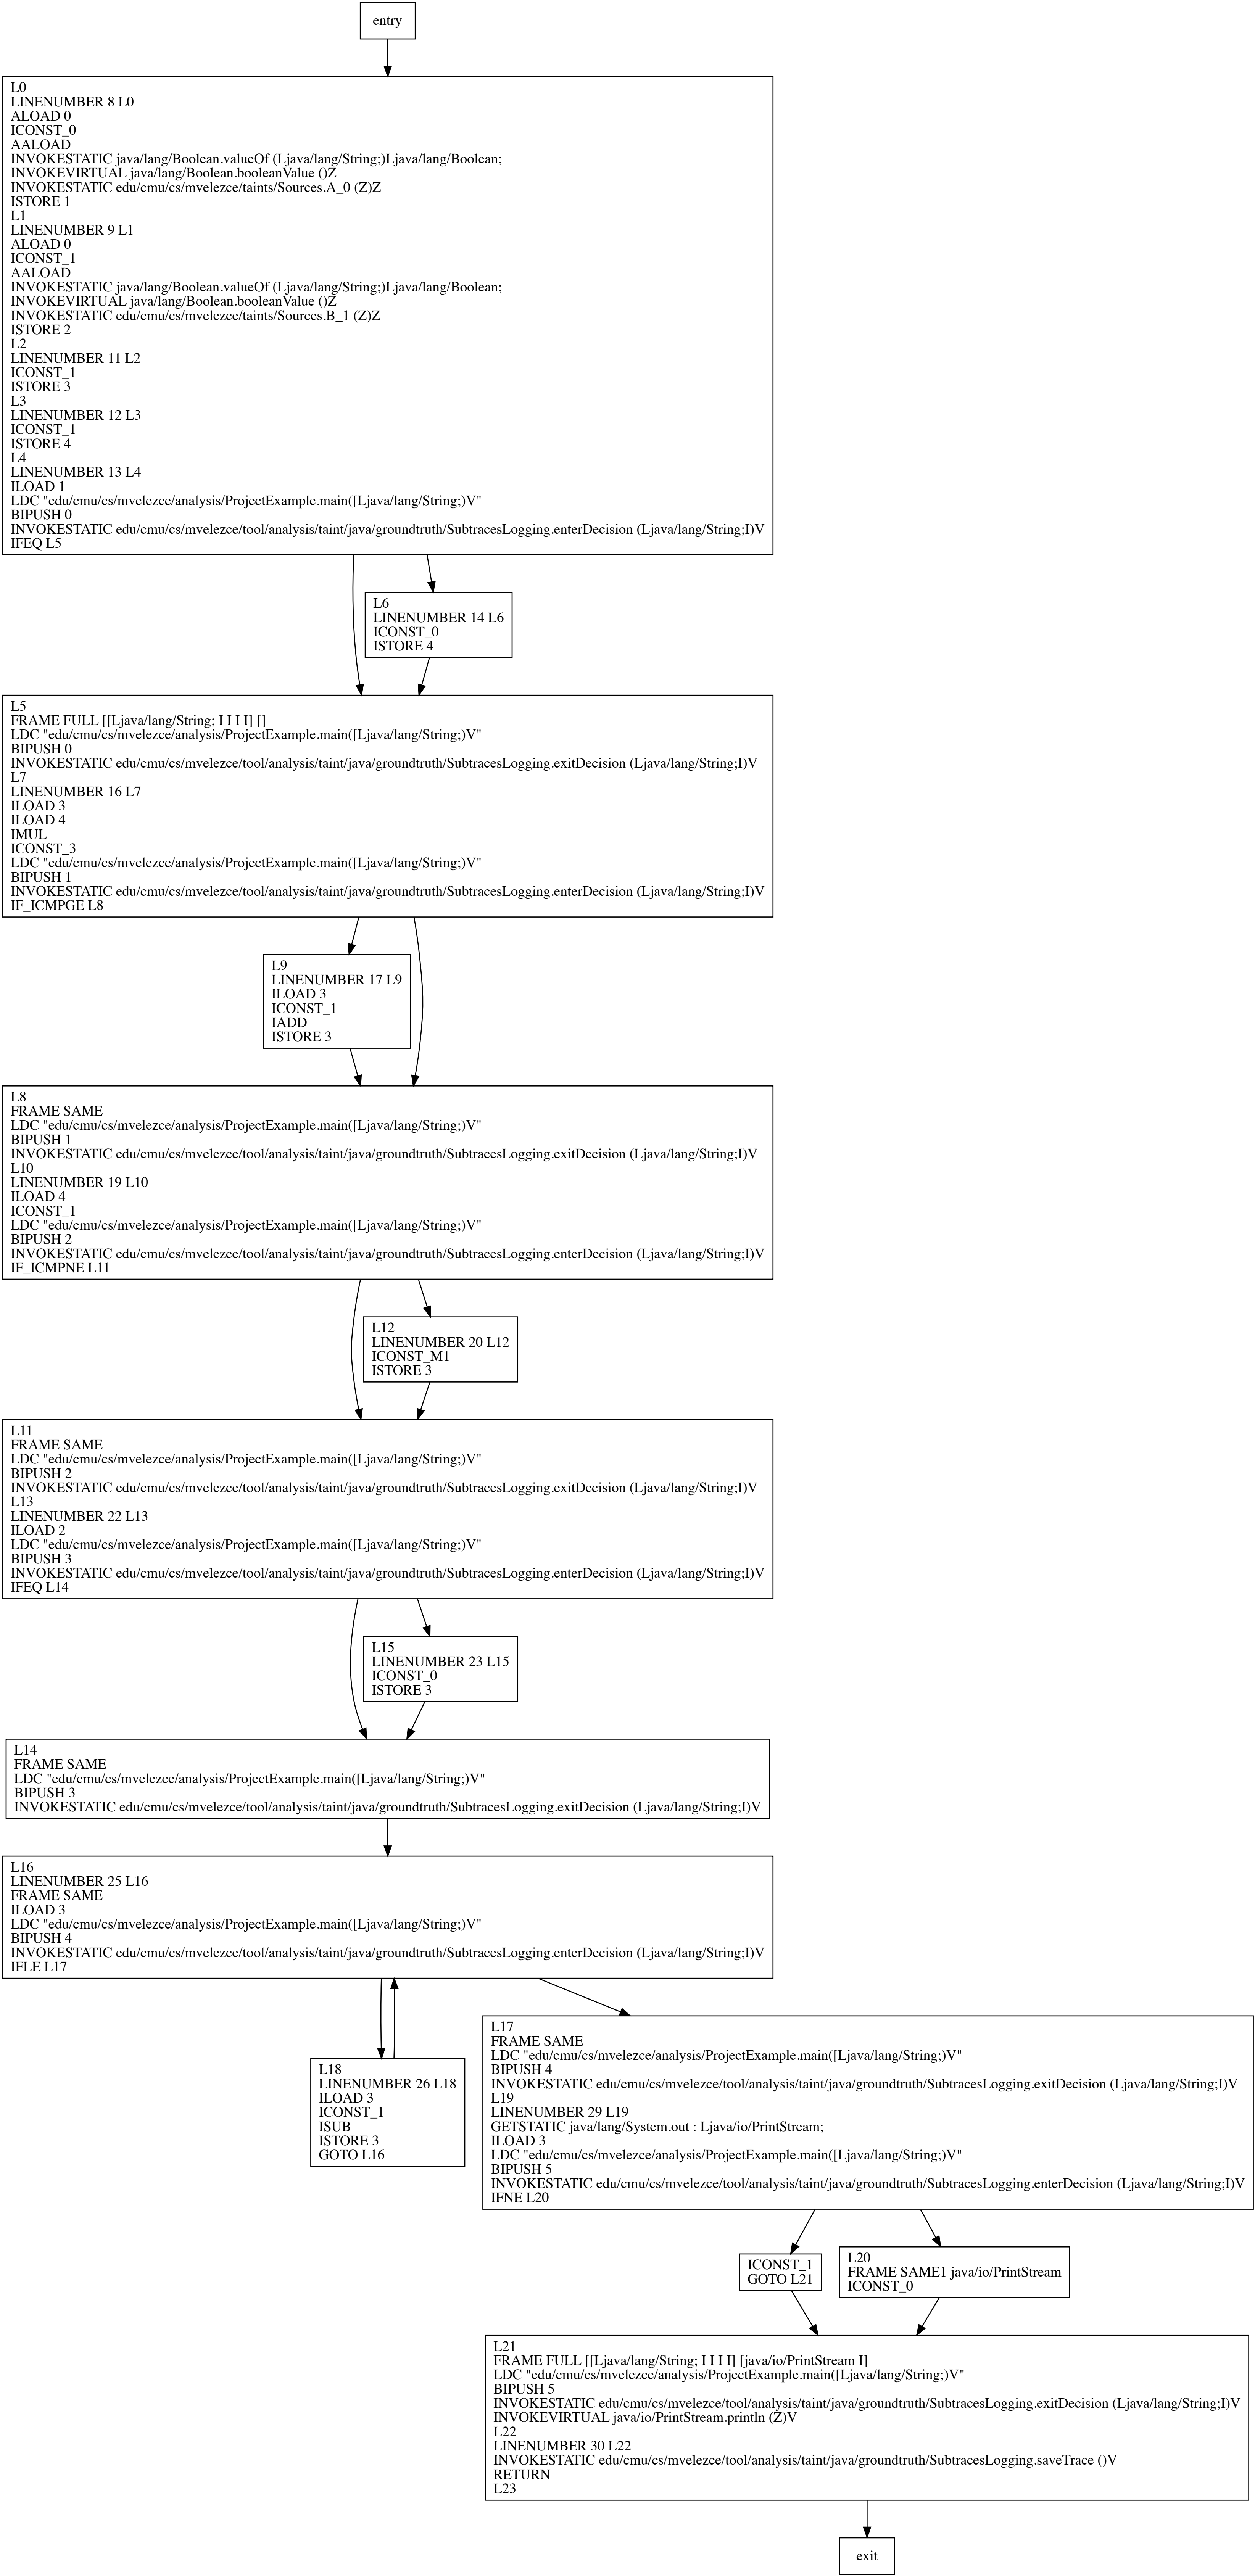 entry
L0
LINENUMBER 8 L0
ALOAD 0
ICONST_0
AALOAD
INVOKESTATIC java/lang/Boolean.valueOf (Ljava/lang/String;)Ljava/lang/Boolean;
INVOKEVIRTUAL java/lang/Boolean.booleanValue ()Z
INVOKESTATIC edu/cmu/cs/mvelezce/taints/Sources.A_0 (Z)Z
ISTORE 1
L1
LINENUMBER 9 L1
ALOAD 0
ICONST_1
AALOAD
INVOKESTATIC java/lang/Boolean.valueOf (Ljava/lang/String;)Ljava/lang/Boolean;
INVOKEVIRTUAL java/lang/Boolean.booleanValue ()Z
INVOKESTATIC edu/cmu/cs/mvelezce/taints/Sources.B_1 (Z)Z
ISTORE 2
L2
LINENUMBER 11 L2
ICONST_1
ISTORE 3
L3
LINENUMBER 12 L3
ICONST_1
ISTORE 4
L4
LINENUMBER 13 L4
ILOAD 1
LDC "edu/cmu/cs/mvelezce/analysis/ProjectExample.main([Ljava/lang/String;)V"
BIPUSH 0
INVOKESTATIC edu/cmu/cs/mvelezce/tool/analysis/taint/java/groundtruth/SubtracesLogging.enterDecision (Ljava/lang/String;I)V
IFEQ L5
L6
LINENUMBER 14 L6
ICONST_0
ISTORE 4
L5
FRAME FULL [[Ljava/lang/String; I I I I] []
LDC "edu/cmu/cs/mvelezce/analysis/ProjectExample.main([Ljava/lang/String;)V"
BIPUSH 0
INVOKESTATIC edu/cmu/cs/mvelezce/tool/analysis/taint/java/groundtruth/SubtracesLogging.exitDecision (Ljava/lang/String;I)V
L7
LINENUMBER 16 L7
ILOAD 3
ILOAD 4
IMUL
ICONST_3
LDC "edu/cmu/cs/mvelezce/analysis/ProjectExample.main([Ljava/lang/String;)V"
BIPUSH 1
INVOKESTATIC edu/cmu/cs/mvelezce/tool/analysis/taint/java/groundtruth/SubtracesLogging.enterDecision (Ljava/lang/String;I)V
IF_ICMPGE L8
L9
LINENUMBER 17 L9
ILOAD 3
ICONST_1
IADD
ISTORE 3
L8
FRAME SAME
LDC "edu/cmu/cs/mvelezce/analysis/ProjectExample.main([Ljava/lang/String;)V"
BIPUSH 1
INVOKESTATIC edu/cmu/cs/mvelezce/tool/analysis/taint/java/groundtruth/SubtracesLogging.exitDecision (Ljava/lang/String;I)V
L10
LINENUMBER 19 L10
ILOAD 4
ICONST_1
LDC "edu/cmu/cs/mvelezce/analysis/ProjectExample.main([Ljava/lang/String;)V"
BIPUSH 2
INVOKESTATIC edu/cmu/cs/mvelezce/tool/analysis/taint/java/groundtruth/SubtracesLogging.enterDecision (Ljava/lang/String;I)V
IF_ICMPNE L11
L12
LINENUMBER 20 L12
ICONST_M1
ISTORE 3
L11
FRAME SAME
LDC "edu/cmu/cs/mvelezce/analysis/ProjectExample.main([Ljava/lang/String;)V"
BIPUSH 2
INVOKESTATIC edu/cmu/cs/mvelezce/tool/analysis/taint/java/groundtruth/SubtracesLogging.exitDecision (Ljava/lang/String;I)V
L13
LINENUMBER 22 L13
ILOAD 2
LDC "edu/cmu/cs/mvelezce/analysis/ProjectExample.main([Ljava/lang/String;)V"
BIPUSH 3
INVOKESTATIC edu/cmu/cs/mvelezce/tool/analysis/taint/java/groundtruth/SubtracesLogging.enterDecision (Ljava/lang/String;I)V
IFEQ L14
L15
LINENUMBER 23 L15
ICONST_0
ISTORE 3
L14
FRAME SAME
LDC "edu/cmu/cs/mvelezce/analysis/ProjectExample.main([Ljava/lang/String;)V"
BIPUSH 3
INVOKESTATIC edu/cmu/cs/mvelezce/tool/analysis/taint/java/groundtruth/SubtracesLogging.exitDecision (Ljava/lang/String;I)V
L16
LINENUMBER 25 L16
FRAME SAME
ILOAD 3
LDC "edu/cmu/cs/mvelezce/analysis/ProjectExample.main([Ljava/lang/String;)V"
BIPUSH 4
INVOKESTATIC edu/cmu/cs/mvelezce/tool/analysis/taint/java/groundtruth/SubtracesLogging.enterDecision (Ljava/lang/String;I)V
IFLE L17
L18
LINENUMBER 26 L18
ILOAD 3
ICONST_1
ISUB
ISTORE 3
GOTO L16
L17
FRAME SAME
LDC "edu/cmu/cs/mvelezce/analysis/ProjectExample.main([Ljava/lang/String;)V"
BIPUSH 4
INVOKESTATIC edu/cmu/cs/mvelezce/tool/analysis/taint/java/groundtruth/SubtracesLogging.exitDecision (Ljava/lang/String;I)V
L19
LINENUMBER 29 L19
GETSTATIC java/lang/System.out : Ljava/io/PrintStream;
ILOAD 3
LDC "edu/cmu/cs/mvelezce/analysis/ProjectExample.main([Ljava/lang/String;)V"
BIPUSH 5
INVOKESTATIC edu/cmu/cs/mvelezce/tool/analysis/taint/java/groundtruth/SubtracesLogging.enterDecision (Ljava/lang/String;I)V
IFNE L20
ICONST_1
GOTO L21
L20
FRAME SAME1 java/io/PrintStream
ICONST_0
L21
FRAME FULL [[Ljava/lang/String; I I I I] [java/io/PrintStream I]
LDC "edu/cmu/cs/mvelezce/analysis/ProjectExample.main([Ljava/lang/String;)V"
BIPUSH 5
INVOKESTATIC edu/cmu/cs/mvelezce/tool/analysis/taint/java/groundtruth/SubtracesLogging.exitDecision (Ljava/lang/String;I)V
INVOKEVIRTUAL java/io/PrintStream.println (Z)V
L22
LINENUMBER 30 L22
INVOKESTATIC edu/cmu/cs/mvelezce/tool/analysis/taint/java/groundtruth/SubtracesLogging.saveTrace ()V
RETURN
L23
exit